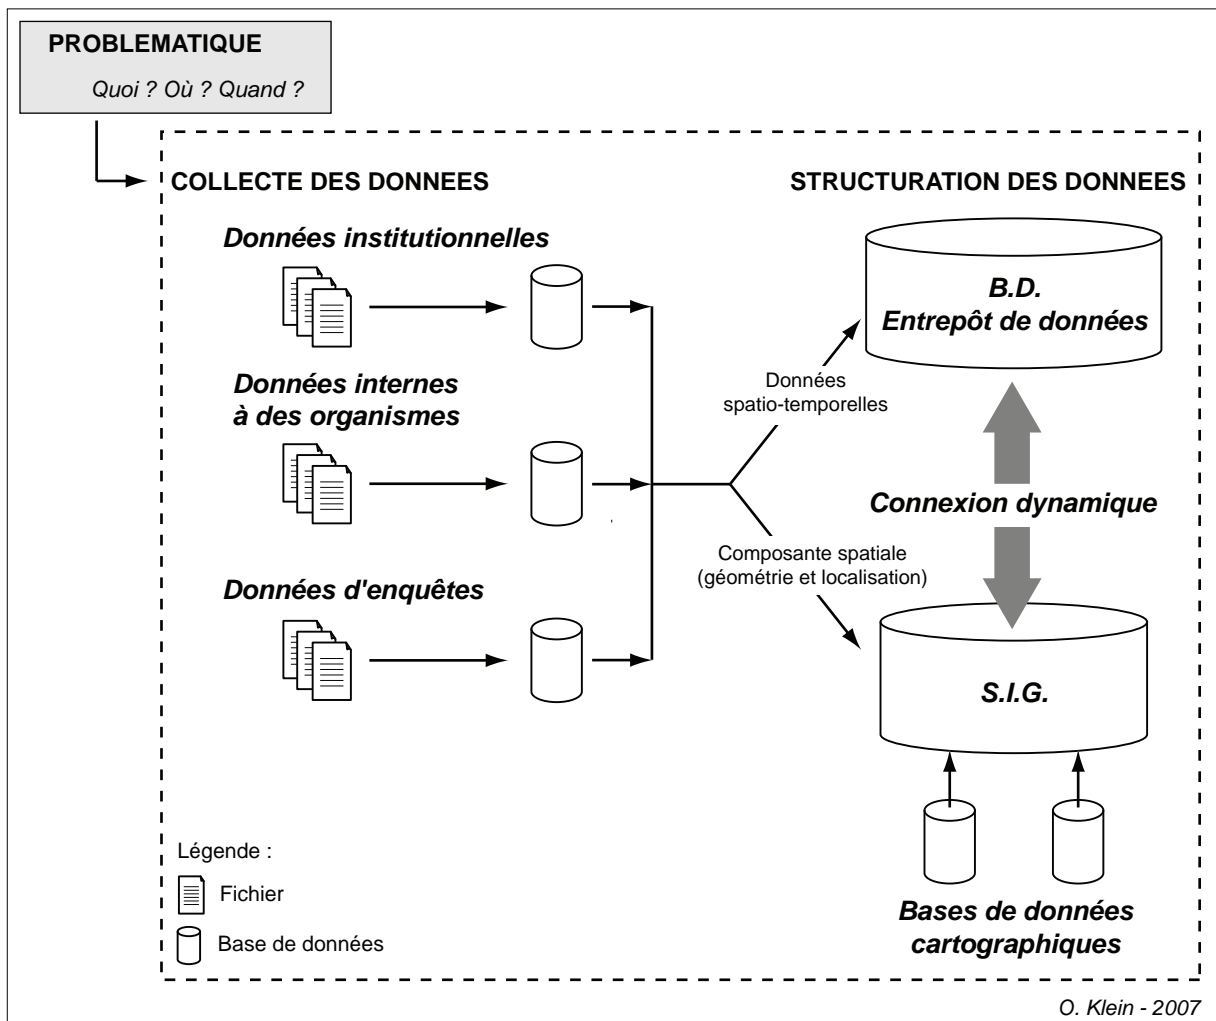 PROBLEMATIQUE
Quoi ? Où ? Quand ?
COLLECTE DES DONNEES
STRUCTURATION DES DONNEES
Données institutionnelles
B.D.
Entrepôt de données
Données internes
à des organismes
Données
spatio-temporelles
Connexion dynamique
Composante spatiale
(géométrie et localisation)
Données d'enquêtes
S.I.G.
Bases de données
cartographiques
Légende :
Fichier
Base de données
O. Klein - 2007